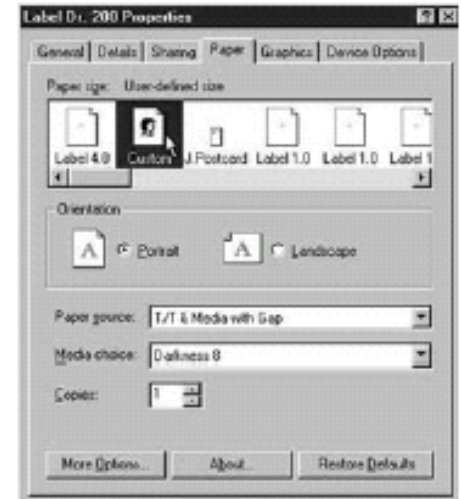 Label Dr. 200 Properties
General Details Sharing Paper Graphics Device Options
Paper size: User-defined size
Label 4.0 Custom J.Postcard Label 1.0 Label 1.0 Label 1
Orientation
A Portrait A Landscape
Paper source: T/T & Media with Gap
Media choice: Darkness 8
Copies: 1
More Options... About... Restore Defaults